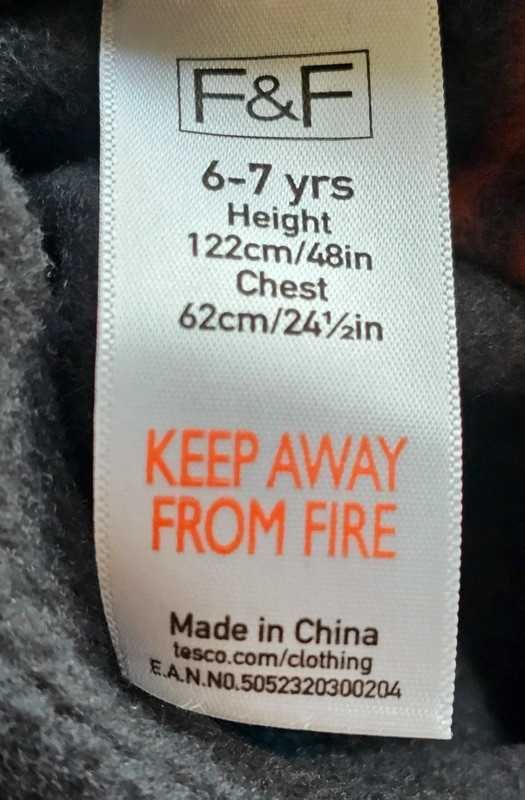 F&F
6-7 yrs
Height
122cm/48in
Chest
62cm/24½in
KEEP AWAY
FROM FIRE
Made in China
tesco.com/clothing
E.A.N.NO.5052320300204